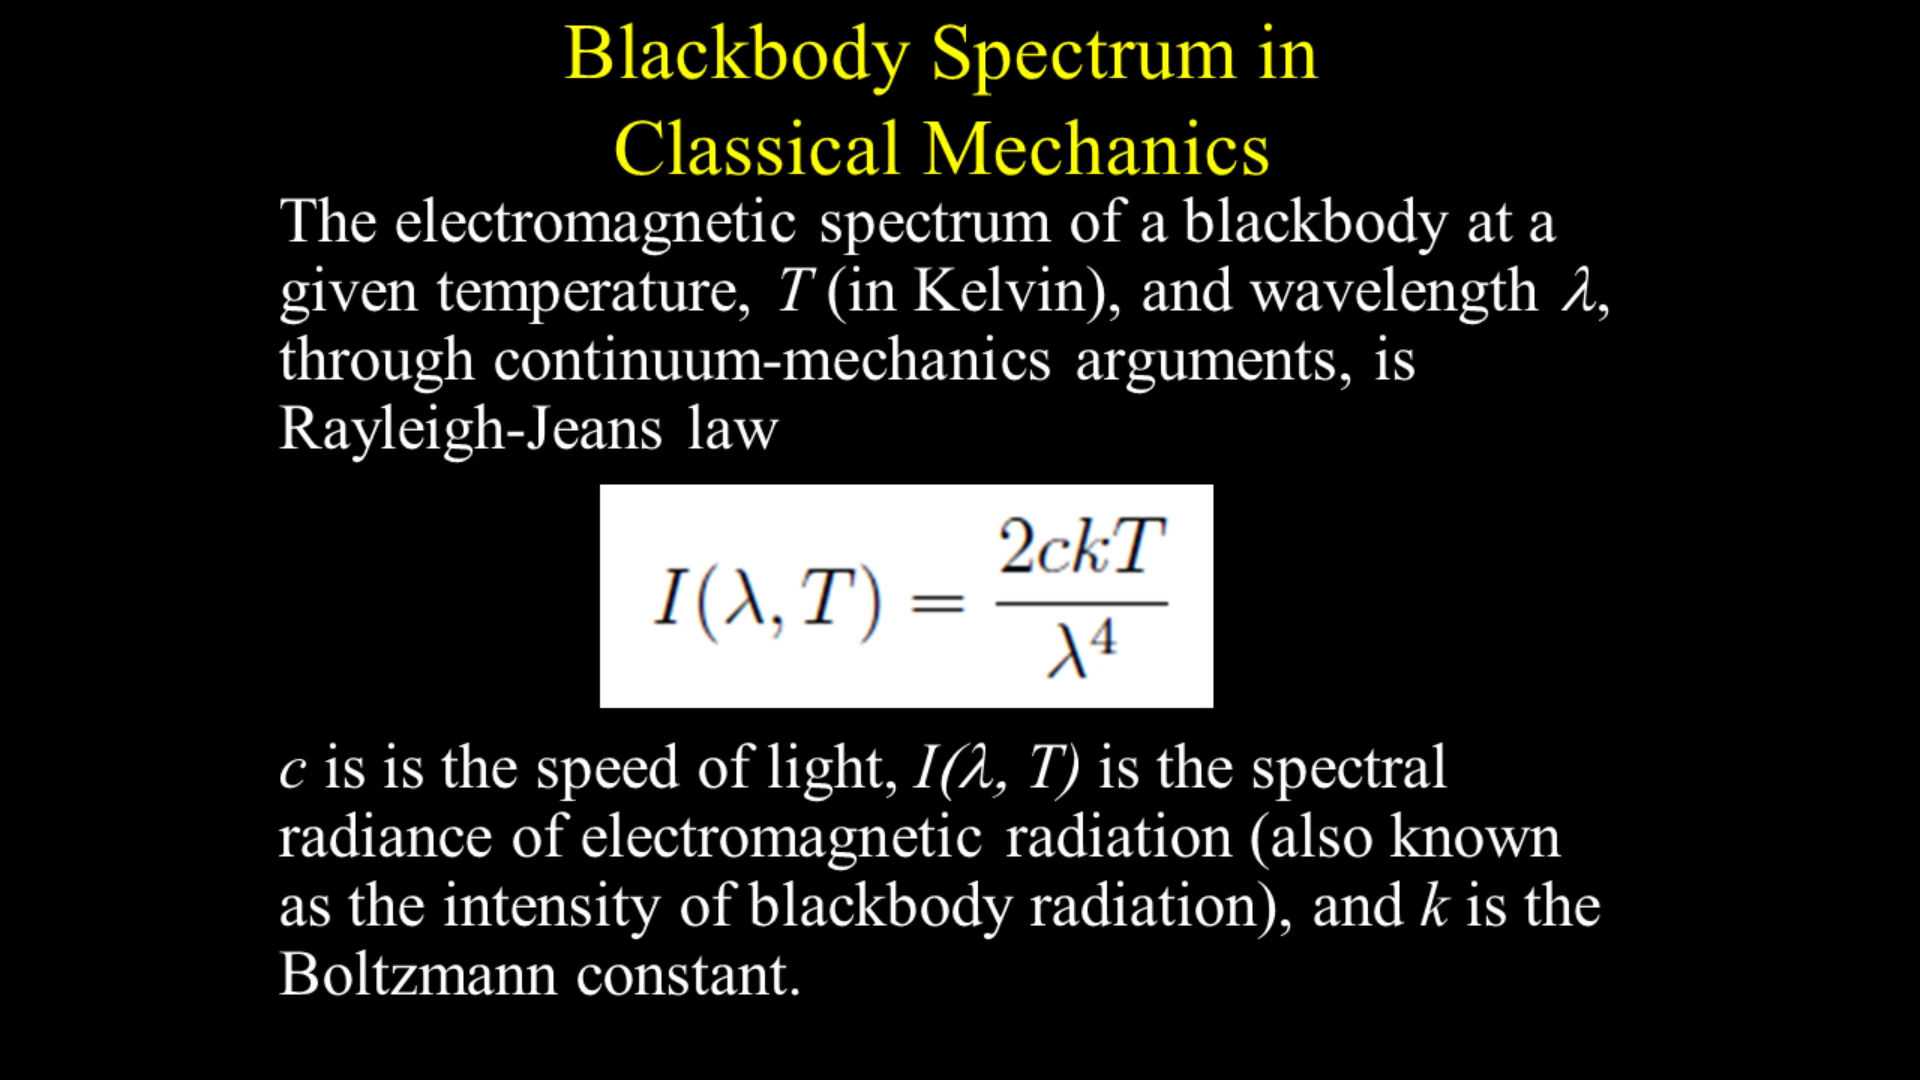 Blackbody Spectrum in
Classical Mechanics
The electromagnetic spectrum of a blackbody at a
given temperature, T (in Kelvin), and wavelength λ,
through continuum-mechanics arguments, is
Rayleigh-Jeans law
I(λ, T) = 2ckT / λ⁴
c is is the speed of light, I(λ, T) is the spectral
radiance of electromagnetic radiation (also known
as the intensity of blackbody radiation), and k is the
Boltzmann constant.